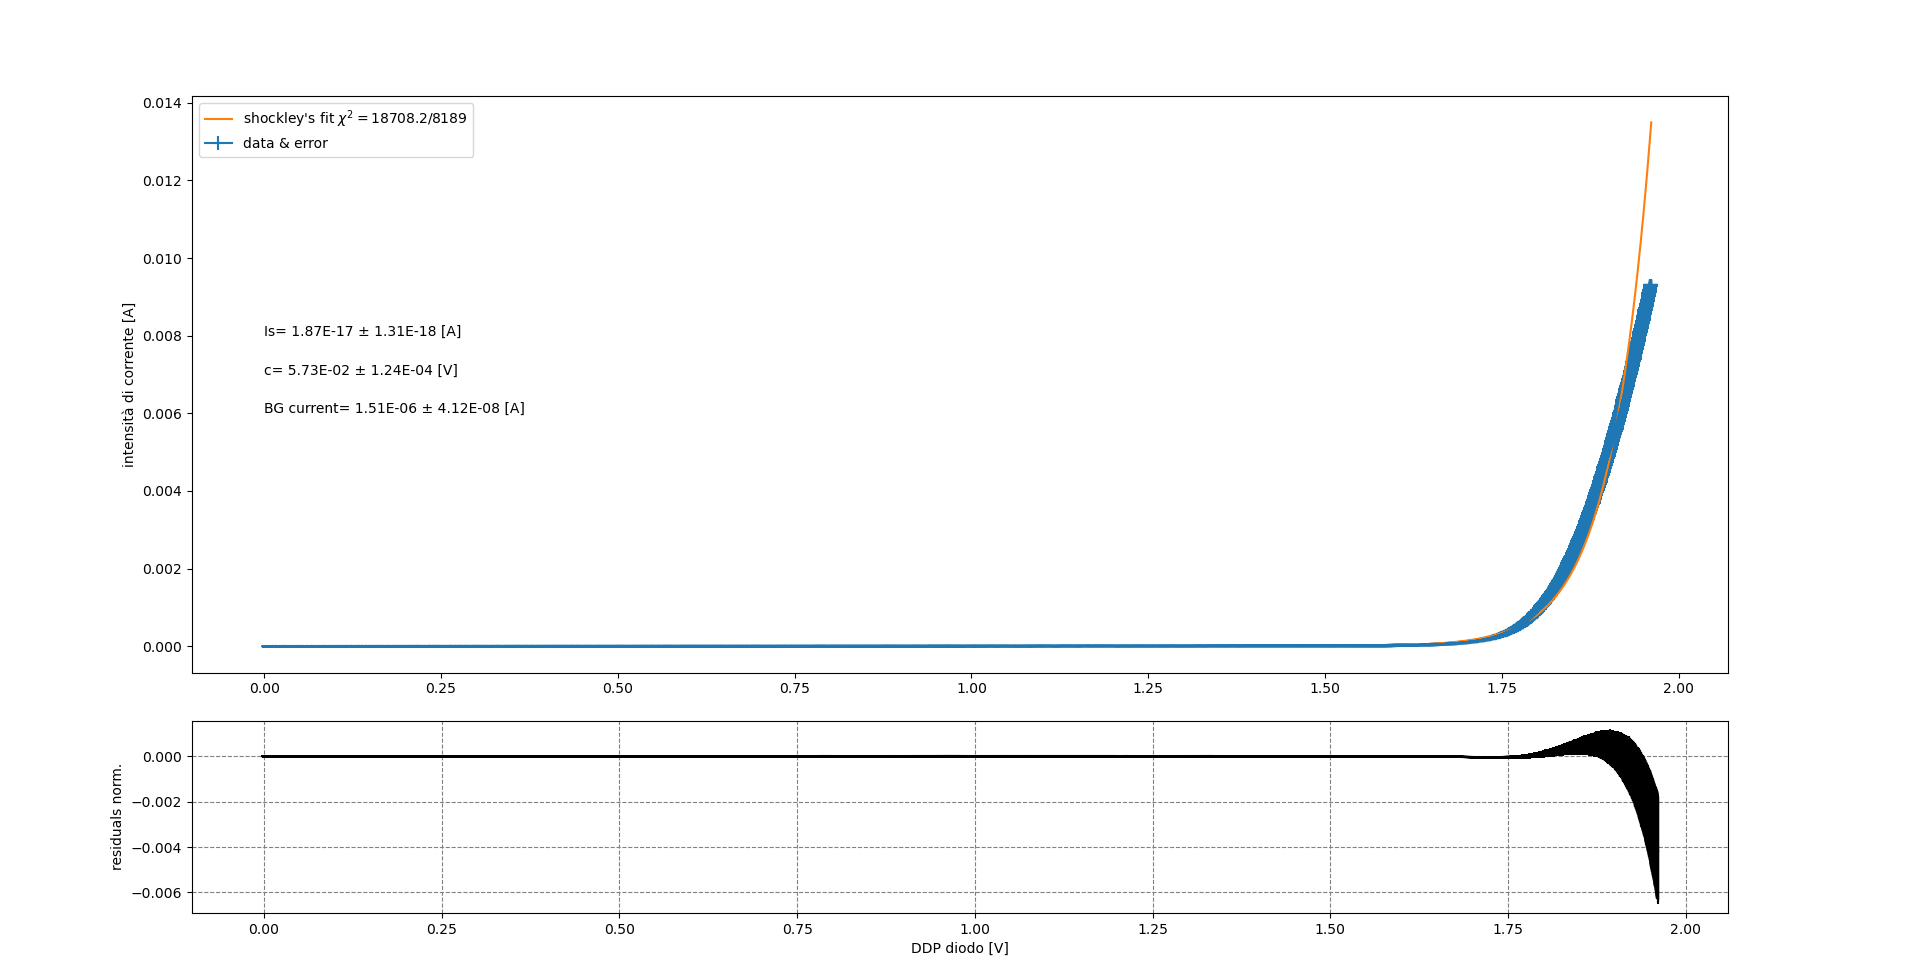 shockley's fit χ² = 18708.2/8189
data & error
0.014
0.012
0.010
0.008
0.006
0.004
0.002
0.000
intensità di corrente [A]
Is= 1.87E-17 ± 1.31E-18 [A]
c= 5.73E-02 ± 1.24E-04 [V]
BG current= 1.51E-06 ± 4.12E-08 [A]
0.00 0.25 0.50 0.75 1.00 1.25 1.50 1.75 2.00
0.000
−0.002
−0.004
−0.006
residuals norm.
0.00 0.25 0.50 0.75 1.00 1.25 1.50 1.75 2.00
DDP diodo [V]